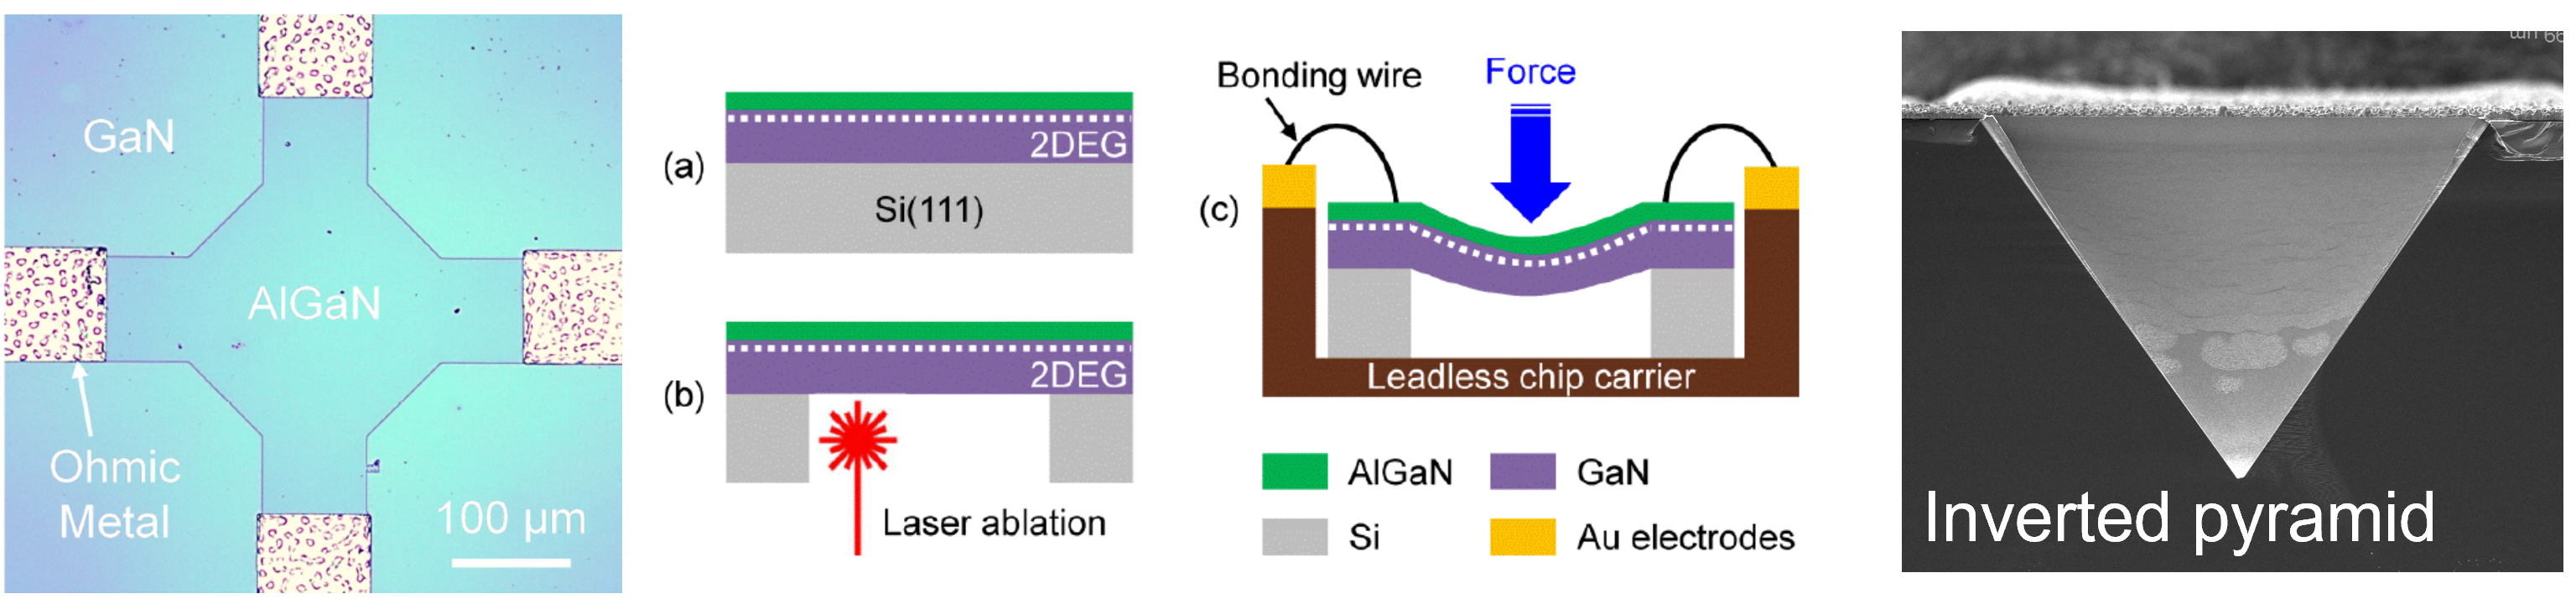 GaN
AlGaN
Ohmic
Metal
100 µm
(a)
2DEG
Si(111)
(b)
2DEG
Laser ablation
(c)
Bonding wire
Force
Leadless chip carrier
AlGaN
GaN
Si
Au electrodes
Inverted pyramid